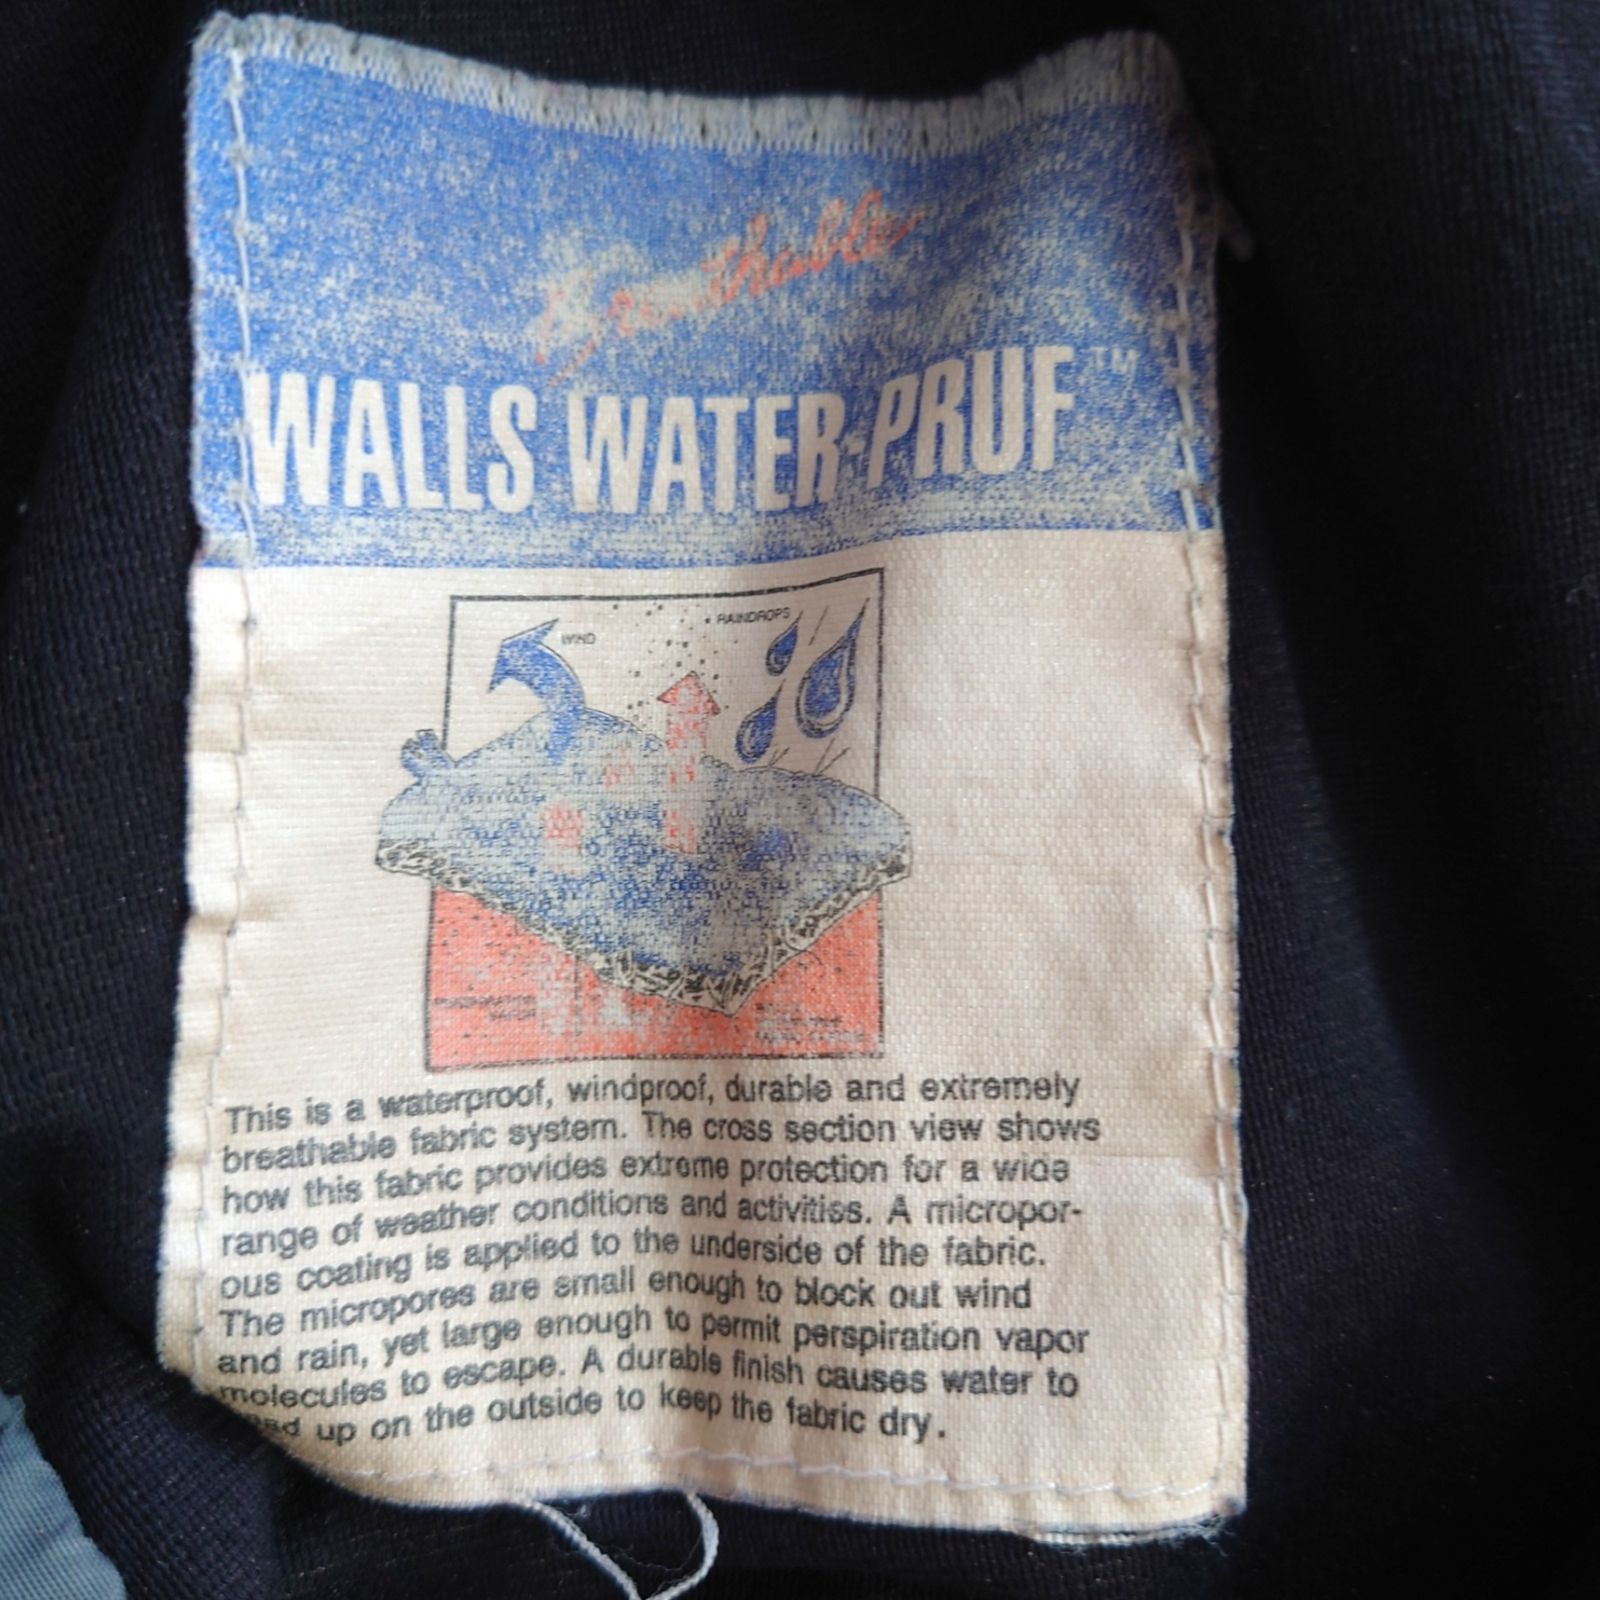 Breathable
WALLS WATER-PRUF™
WIND
RAINDROPS
PERSPIRATION
VAPOR
This is a waterproof, windproof, durable and extremely
breathable fabric system. The cross section view shows
how this fabric provides extreme protection for a wide
range of weather conditions and activities. A micropor-
ous coating is applied to the underside of the fabric.
The micropores are small enough to block out wind
and rain, yet large enough to permit perspiration vapor
molecules to escape. A durable finish causes water to
up on the outside to keep the fabric dry.